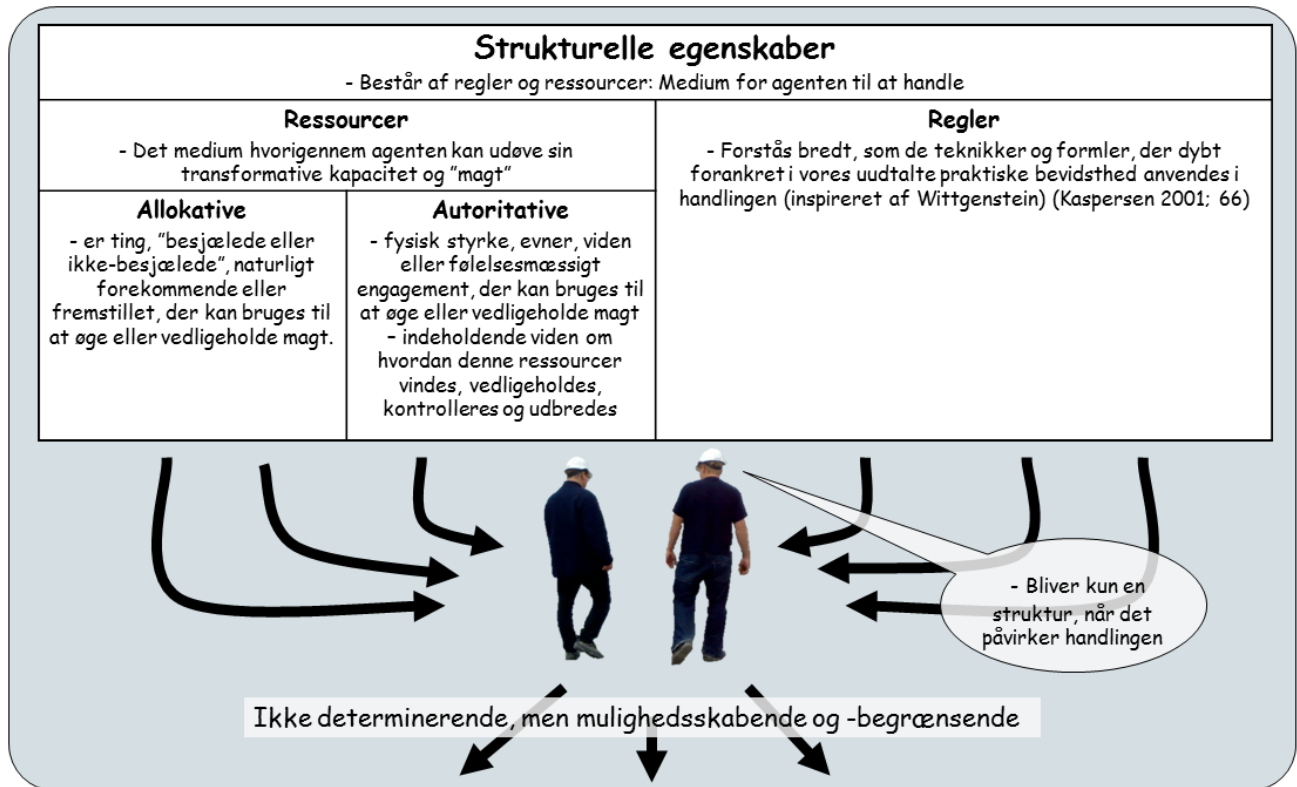 Strukturelle egenskaber
- Består af regler og ressourcer: Medium for agenten til at handle
Ressourcer
- Det medium hvorigennem agenten kan udøve sin
transformative kapacitet og "magt"
Allokative
- er ting, "besjælede eller
ikke-besjælede", naturligt
forekommende eller
fremstillet, der kan bruges til
at øge eller vedligeholde magt.
Autoritative
- fysisk styrke, evner, viden
eller følelsesmæssigt
engagement, der kan bruges til
at øge eller vedligeholde magt
- indeholdende viden om
hvordan denne ressourcer
vindes, vedligeholdes,
kontrolleres og udbredes
Regler
- Forstås bredt, som de teknikker og formler, der dybt
forankret i vores uudtalte praktiske bevidsthed anvendes i
handlingen (inspireret af Wittgenstein) (Kaspersen 2001; 66)
- Bliver kun en
struktur, når det
påvirker handlingen
Ikke determinerende, men mulighedsskabende og -begrænsende